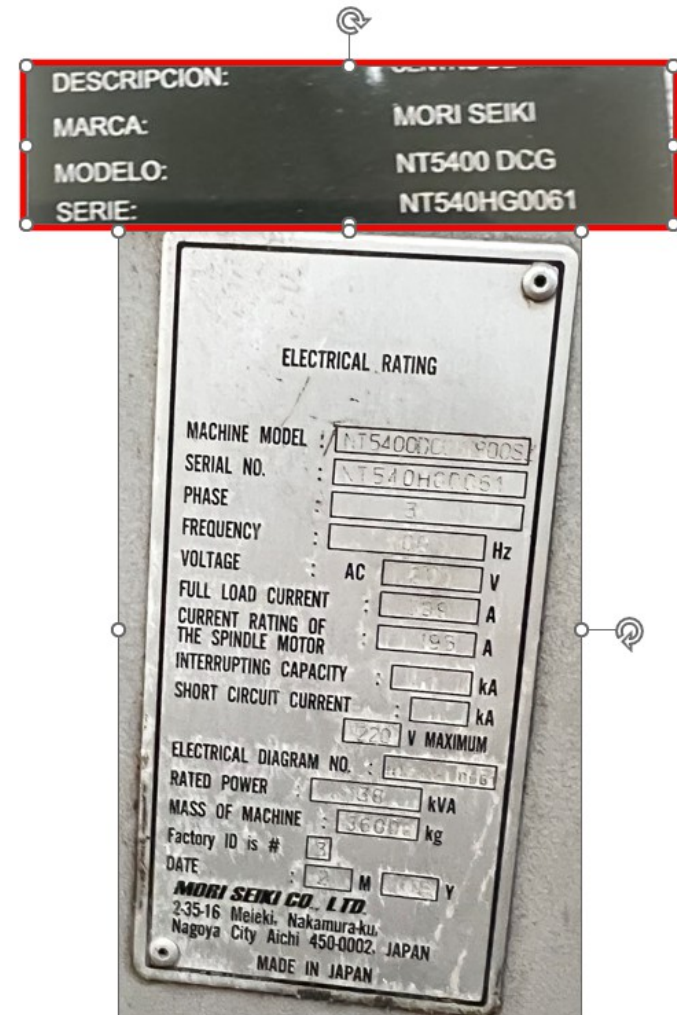 DESCRIPCION:
MARCA: MORI SEIKI
MODELO: NT5400 DCG
SERIE: NT540HG0061
ELECTRICAL RATING
MACHINE MODEL :
SERIAL NO. : NT540HG0061
PHASE : 3
FREQUENCY : Hz
VOLTAGE : AC V
FULL LOAD CURRENT : A
CURRENT RATING OF
THE SPINDLE MOTOR : A
INTERRUPTING CAPACITY : kA
SHORT CIRCUIT CURRENT : kA
220 V MAXIMUM
ELECTRICAL DIAGRAM NO. :
RATED POWER : kVA
MASS OF MACHINE : kg
Factory ID is # 3
DATE : 2 M Y
MORI SEIKI CO., LTD.
2-35-16 Meieki, Nakamura-ku,
Nagoya City Aichi 450-0002, JAPAN
MADE IN JAPAN